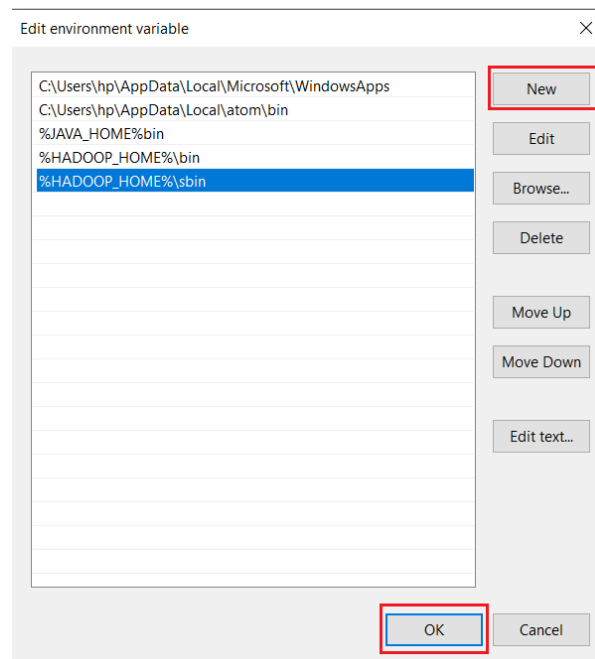 Edit environment variable
C:\Users\hp\AppData\Local\Microsoft\WindowsApps
C:\Users\hp\AppData\Local\atom\bin
%JAVA_HOME%bin
%HADOOP_HOME%\bin
%HADOOP_HOME%\sbin
New
Edit
Browse...
Delete
Move Up
Move Down
Edit text...
OK
Cancel